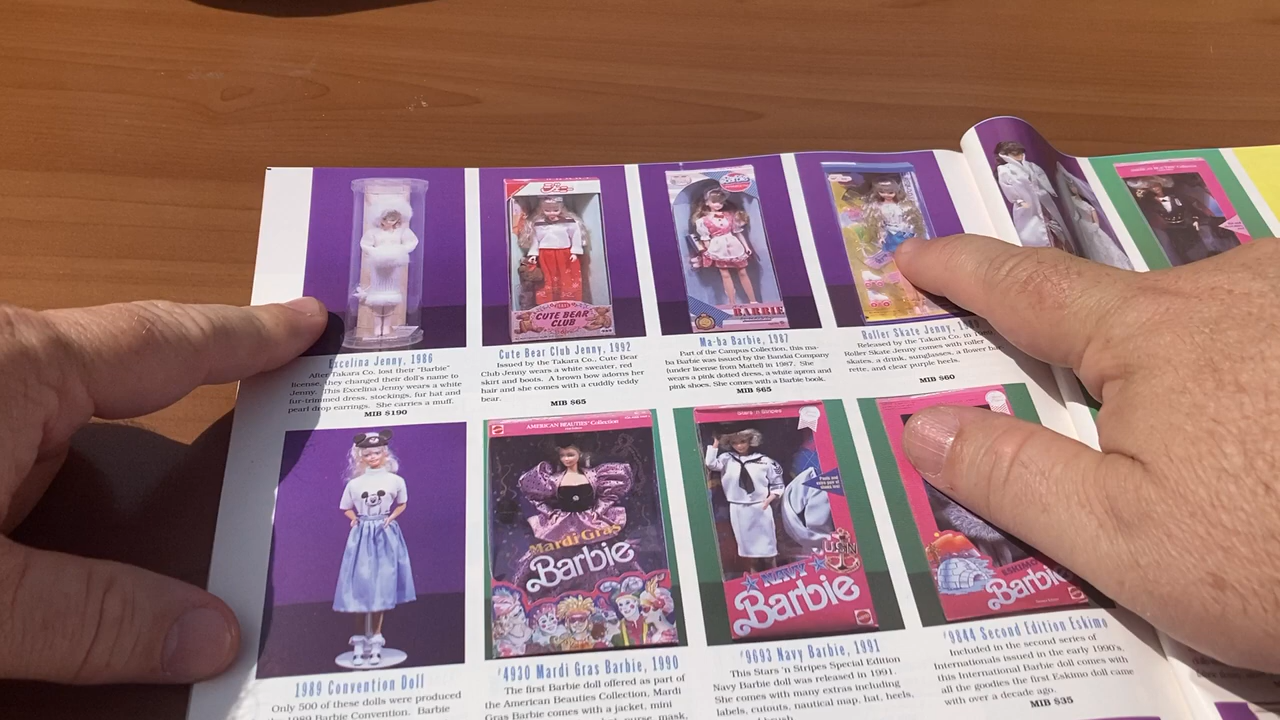 Excelina Jenny, 1986
After Takara Co. lost their "Barbie"
license, they changed their doll's name to
Jenny. This Excelina Jenny wears a white
fur-trimmed dress, stockings, fur hat and
pearl drop earrings. She carries a muff.
MIB $190
CUTE BEAR
CLUB
Cute Bear Club Jenny, 1992
Issued by the Takara Co., Cute Bear
Club Jenny wears a white sweater, red
skirt and boots. A brown bow adorns her
hair and she comes with a cuddly teddy
bear.
MIB $65
BARBIE
Ma-ba Barbie, 1987
Part of the Campus Collection, this ma-
ba Barbie was issued by the Bandai Company
(under license from Mattel) in 1987. She
wears a pink dotted dress, a white apron and
pink shoes. She comes with a Barbie book.
MIB $65
Roller Skate Jenny,
Released by the Takara Co. in
Roller Skate Jenny comes with roller
skates, a drink, sunglasses, a flower
rette, and clear purple heels.
MIB $60
1989 Convention Doll
Only 500 of these dolls were produced
1989 Barbie Convention. Barbie
AMERICAN BEAUTIES Collection
Mardi Gras
Barbie
#4930 Mardi Gras Barbie, 1990
The first Barbie doll offered as part of
the American Beauties Collection, Mardi
Gras Barbie comes with a jacket, mini
purse, mask,
Stars 'n Stripes
USN
NAVY
Barbie
#9693 Navy Barbie, 1991
This Stars 'n Stripes Special Edition
Navy Barbie doll was released in 1991.
She comes with many extras including
labels, cutouts, nautical map, hat, heels,
brush.
ESKIMO
Barbie
#9844 Second Edition Eskimo
Included in the second series of
Internationals issued in the early 1990's,
this International Barbie doll comes with
all the goodies the first Eskimo doll came
with over a decade ago.
MIB $35